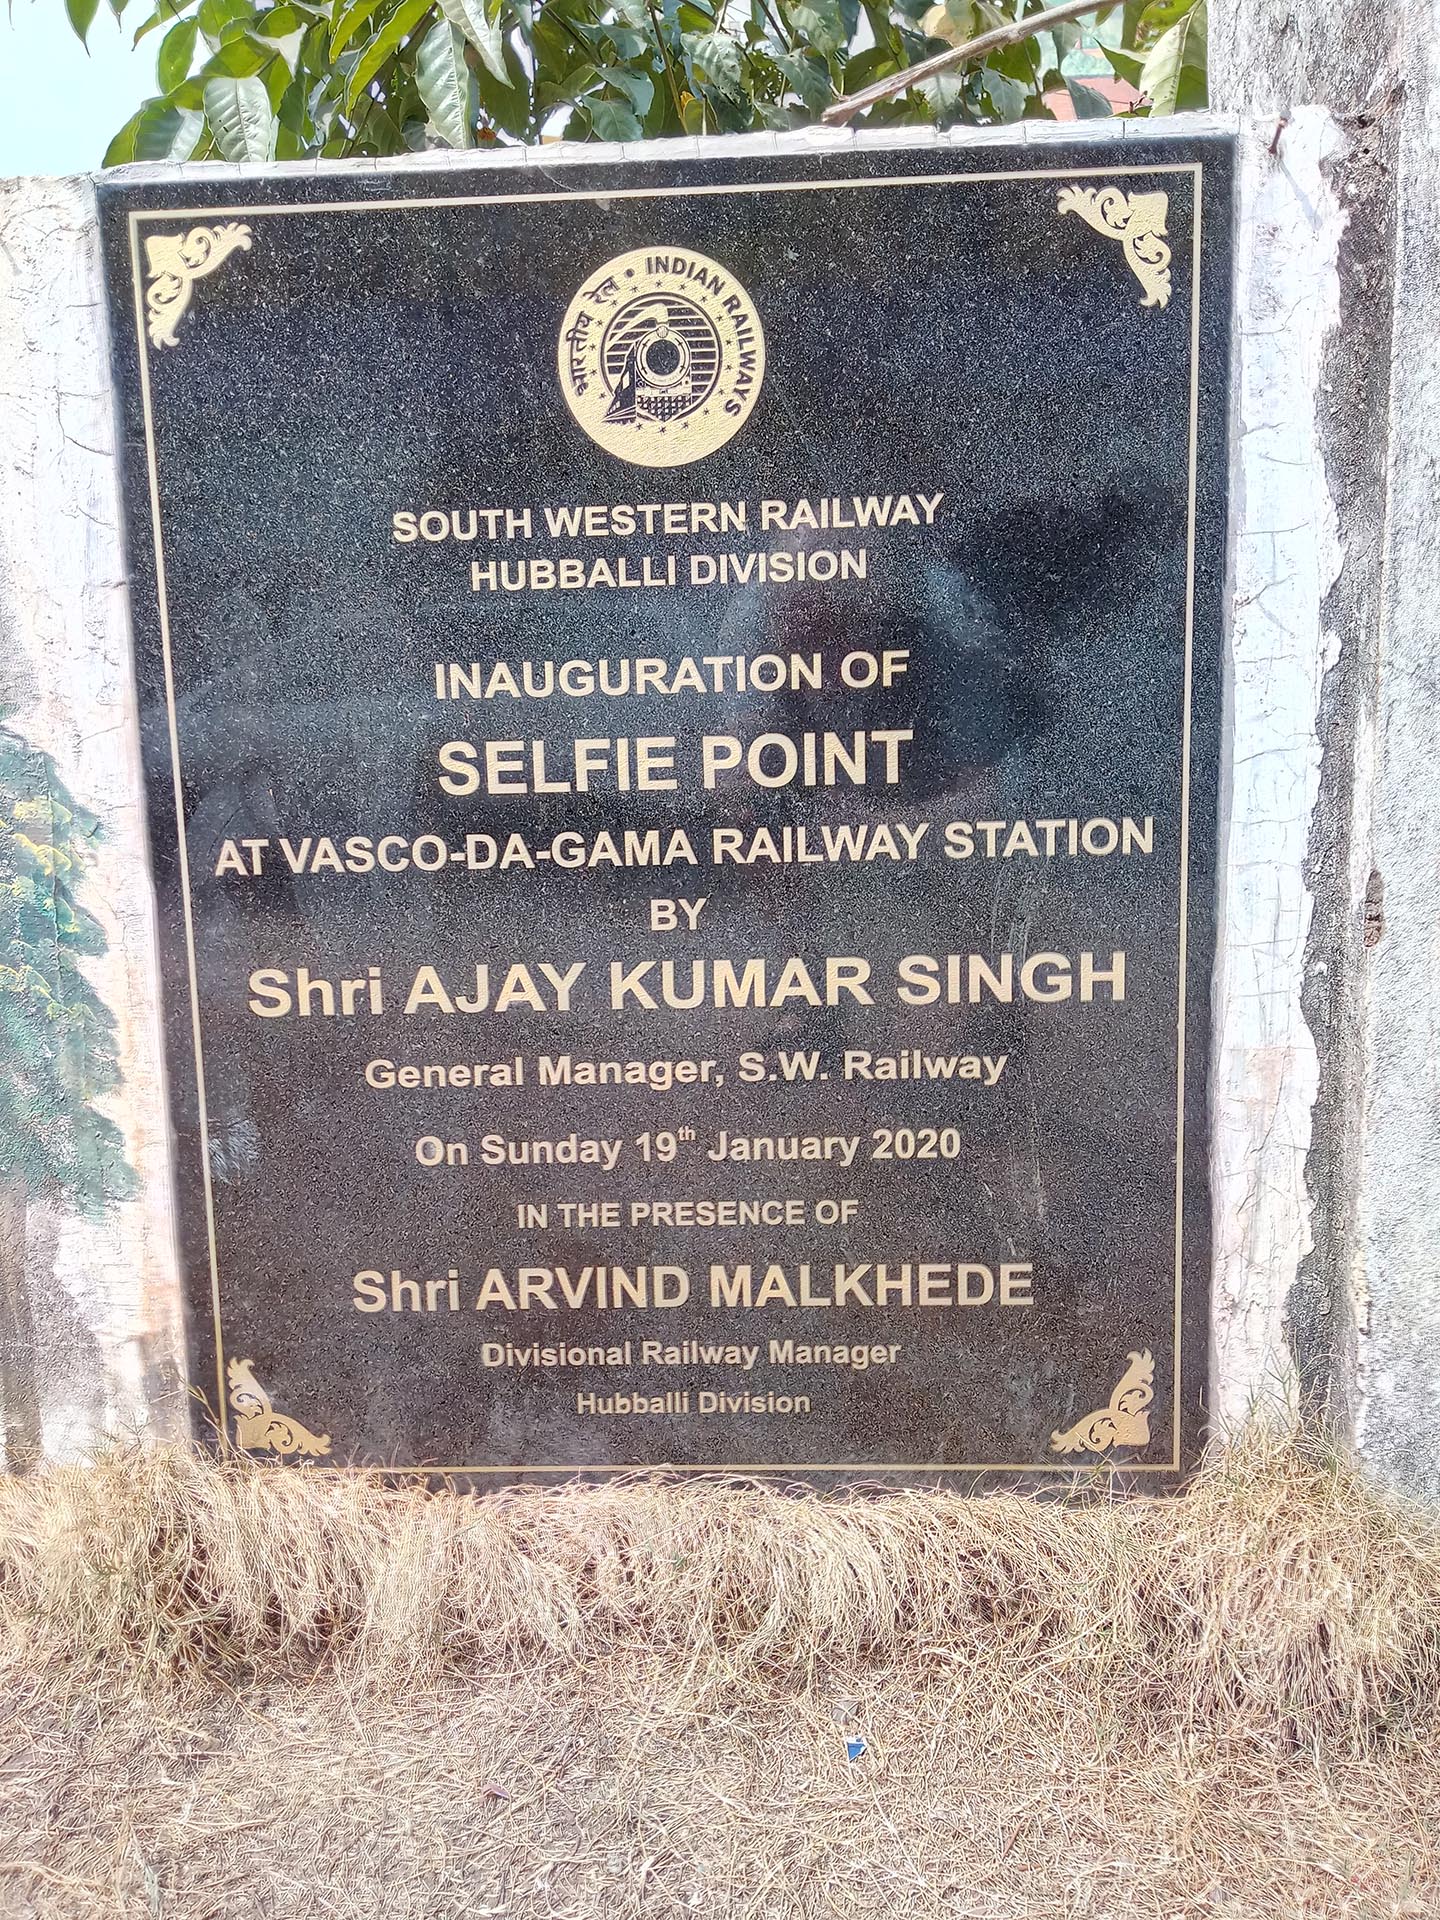 भारतीय रेल • INDIAN RAILWAYS
SOUTH WESTERN RAILWAY
HUBBALLI DIVISION
INAUGURATION OF
SELFIE POINT
AT VASCO-DA-GAMA RAILWAY STATION
BY
Shri AJAY KUMAR SINGH
General Manager, S.W. Railway
On Sunday 19th January 2020
IN THE PRESENCE OF
Shri ARVIND MALKHEDE
Divisional Railway Manager
Hubballi Division